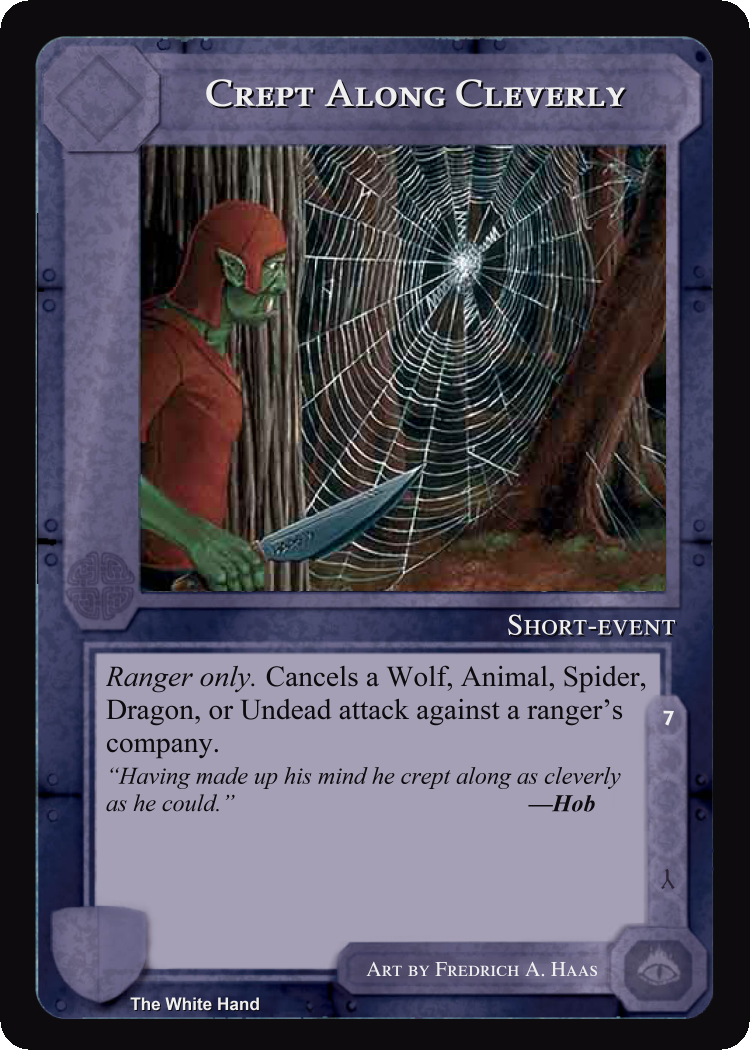 Crept Along Cleverly
Short-event
Ranger only. Cancels a Wolf, Animal, Spider,
Dragon, or Undead attack against a ranger’s
company.
“Having made up his mind he crept along as cleverly
as he could.” —Hob
7
Art by Fredrich A. Haas
The White Hand